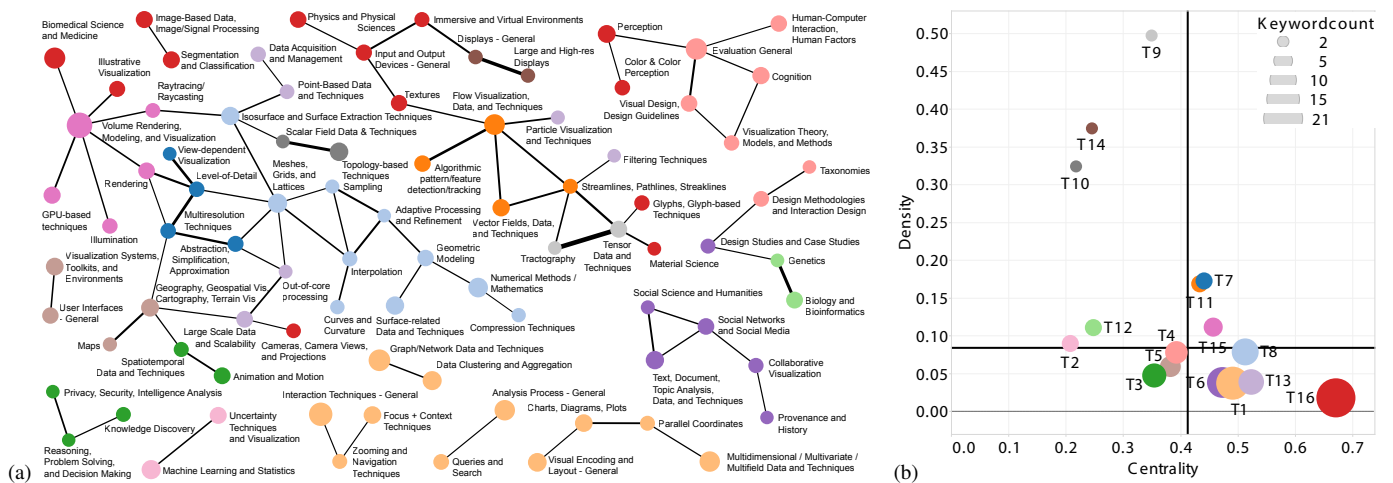 Biomedical Science
and Medicine
Image-Based Data,
Image/Signal Processing
Segmentation
and Classification
Illustrative
Visualization
Raytracing/
Raycasting
Data Acquisition
and Management
Point-Based Data
and Techniques
Physics and Physical
Sciences
Immersive and Virtual Environments
Input and Output
Devices - General
Displays - General
Large and High-res
Displays
Textures
Perception
Color & Color
Perception
Evaluation General
Human-Computer
Interaction,
Human Factors
Cognition
Visual Design,
Design Guidelines
Visualization Theory,
Models, and Methods
Volume Rendering,
Modeling, and Visualization
Isosurface and Surface Extraction Techniques
Scalar Field Data & Techniques
Topology-based
Techniques
Flow Visualization,
Data, and Techniques
Particle Visualization
and Techniques
View-dependent
Visualization
Level-of-Detail
Rendering
Meshes,
Grids, and
Lattices
Sampling
Algorithmic
pattern/feature
detection/tracking
Filtering Techniques
Streamlines, Pathlines, Streaklines
Taxonomies
Design Methodologies
and Interaction Design
GPU-based
techniques
Illumination
Multiresolution
Techniques
Adaptive Processing
and Refinement
Vector Fields, Data,
and Techniques
Glyphs, Glyph-based
Techniques
Tractography
Tensor
Data and
Techniques
Material Science
Design Studies and Case Studies
Genetics
Biology and
Bioinformatics
Visualization Systems,
Toolkits, and
Environments
User Interfaces
- General
Abstraction,
Simplification,
Approximation
Geography, Geospatial Vis,
Cartography, Terrain Vis
Out-of-core
processing
Interpolation
Geometric
Modeling
Numerical Methods /
Mathematics
Curves and
Curvature
Surface-related
Data and Techniques
Compression Techniques
Maps
Large Scale Data
and Scalability
Cameras, Camera Views,
and Projections
Spatiotemporal
Data and Techniques
Animation and Motion
Graph/Network Data and Techniques
Data Clustering and Aggregation
Social Science and Humanities
Social Networks
and Social Media
Text, Document,
Topic Analysis,
Data, and Techniques
Collaborative
Visualization
Provenance and
History
Privacy, Security, Intelligence Analysis
Knowledge Discovery
Reasoning,
Problem Solving,
and Decision Making
Uncertainty
Techniques
and Visualization
Machine Learning and Statistics
Interaction Techniques - General
Focus + Context
Techniques
Zooming and
Navigation
Techniques
Analysis Process - General
Queries and
Search
Charts, Diagrams, Plots
Parallel Coordinates
Visual Encoding and
Layout - General
Multidimensional / Multivariate /
Multifield Data and Techniques
(a)
(b)
Density
0.50
0.45
0.40
0.35
0.30
0.25
0.20
0.15
0.10
0.05
0.00
Keywordcount
2
5
10
15
21
T9
T14
T10
T7
T11
T12
T2
T4
T15
T8
T5
T3
T6
T1
T13
T16
0.0 0.1 0.2 0.3 0.4 0.5 0.6 0.7
Centrality